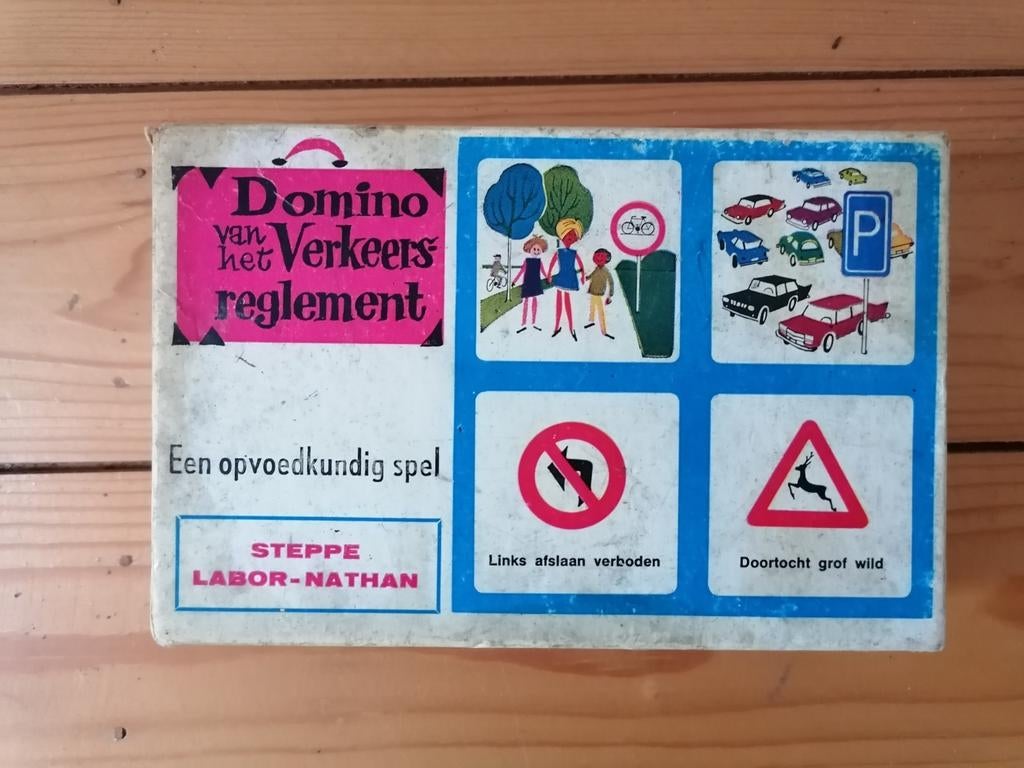 Domino
van het Verkeers-
reglement
Een opvoedkundig spel
STEPPE
LABOR-NATHAN
P
Links afslaan verboden
Doortocht grof wild